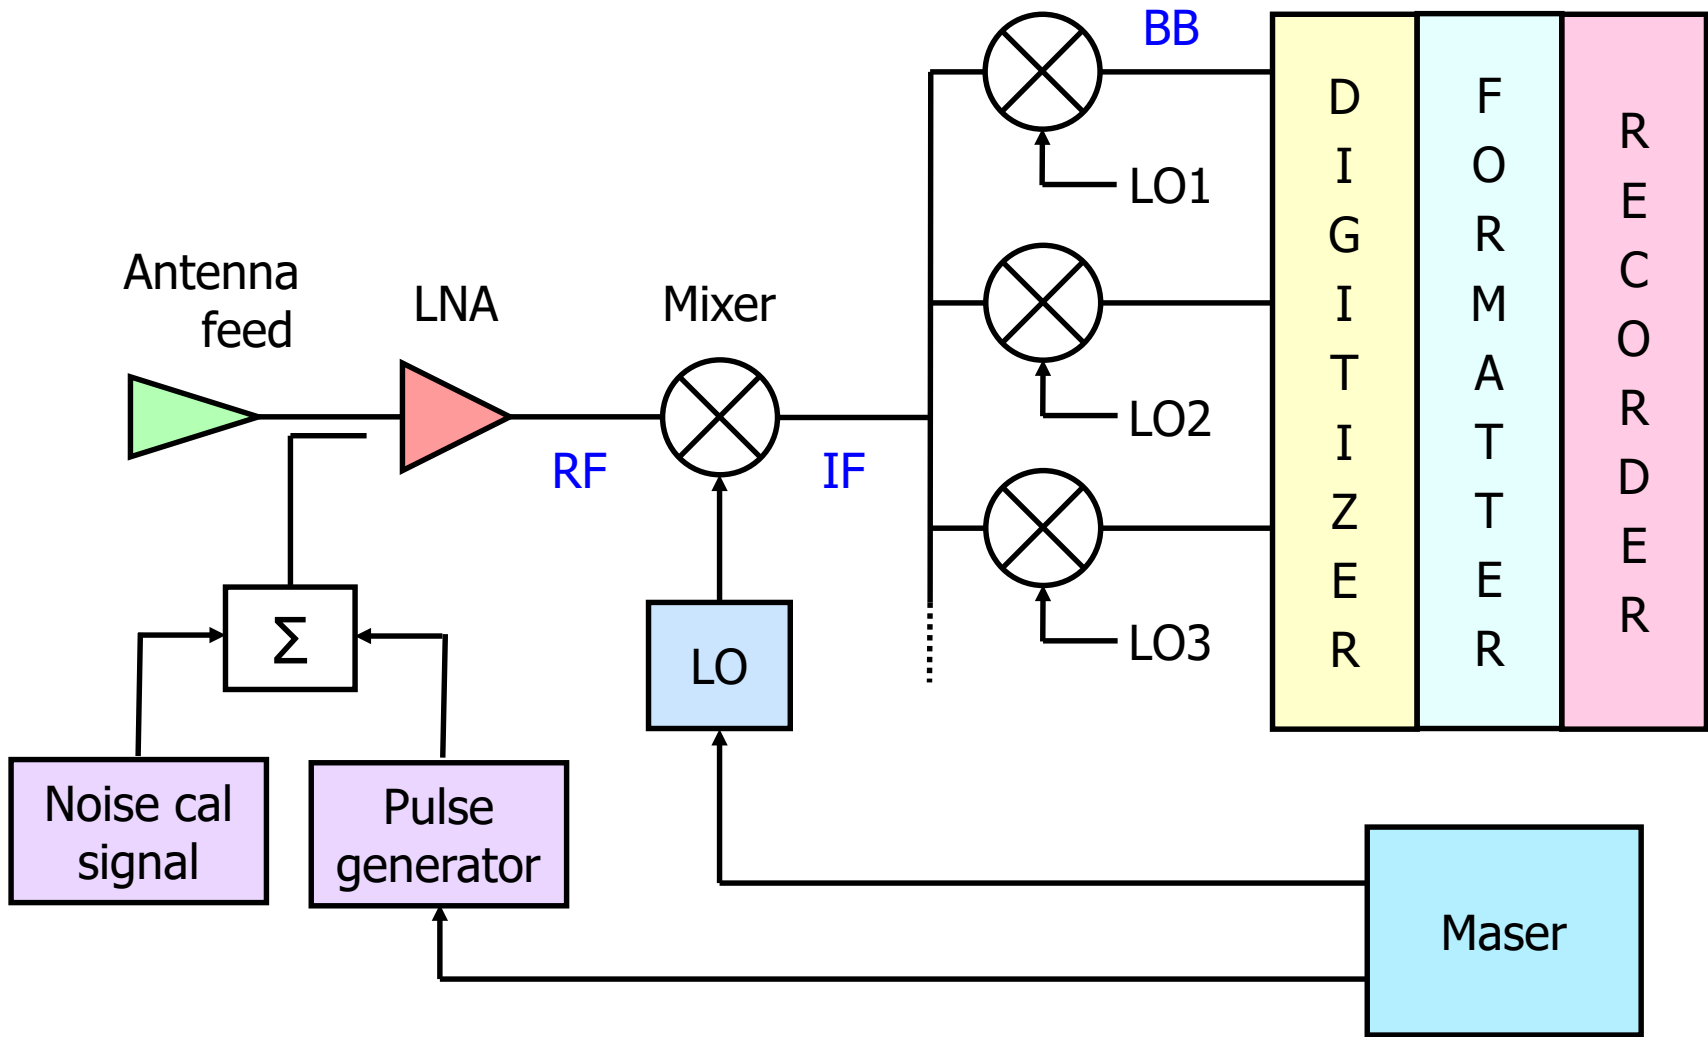 BB
LO1
Antenna
feed
LNA
Mixer
RF
IF
LO2
LO3
Σ
LO
Noise cal
signal
Pulse
generator
Maser
DIGITIZER
FORMATTER
RECORDER